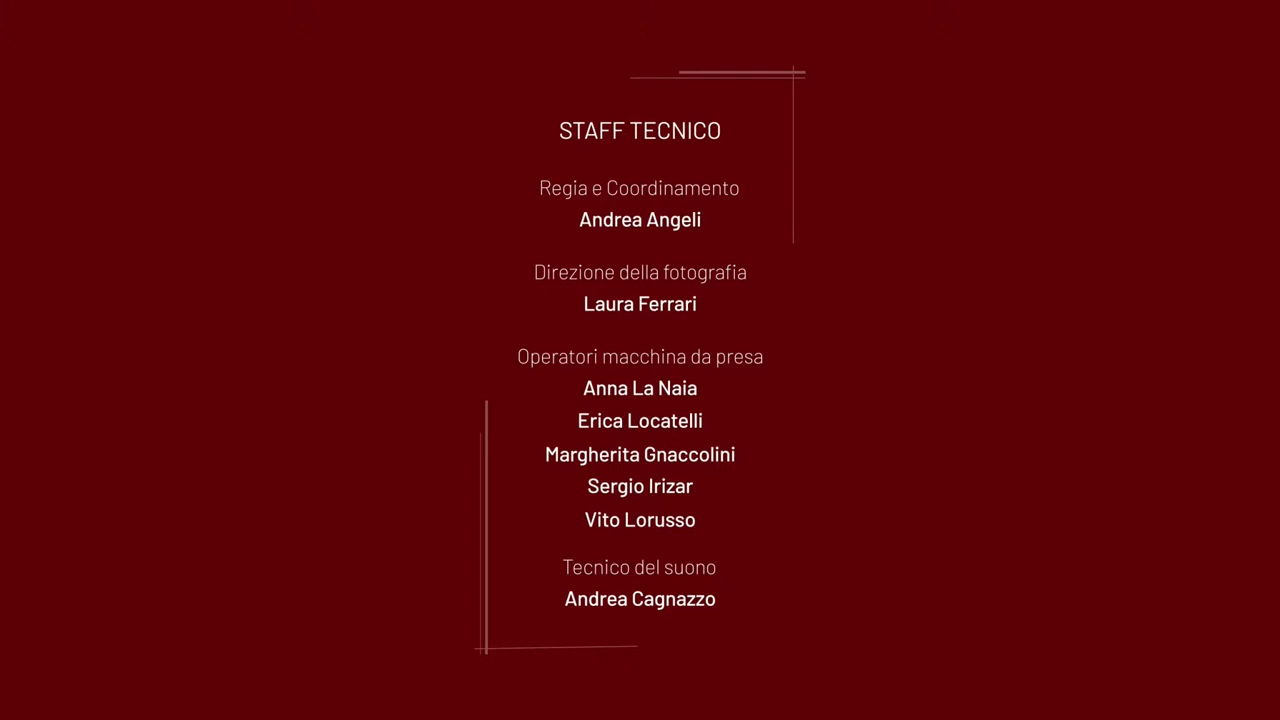 STAFF TECNICO
Regia e Coordinamento
Andrea Angeli
Direzione della fotografia
Laura Ferrari
Operatori macchina da presa
Anna La Naia
Erica Locatelli
Margherita Gnaccolini
Sergio Irizar
Vito Lorusso
Tecnico del suono
Andrea Cagnazzo